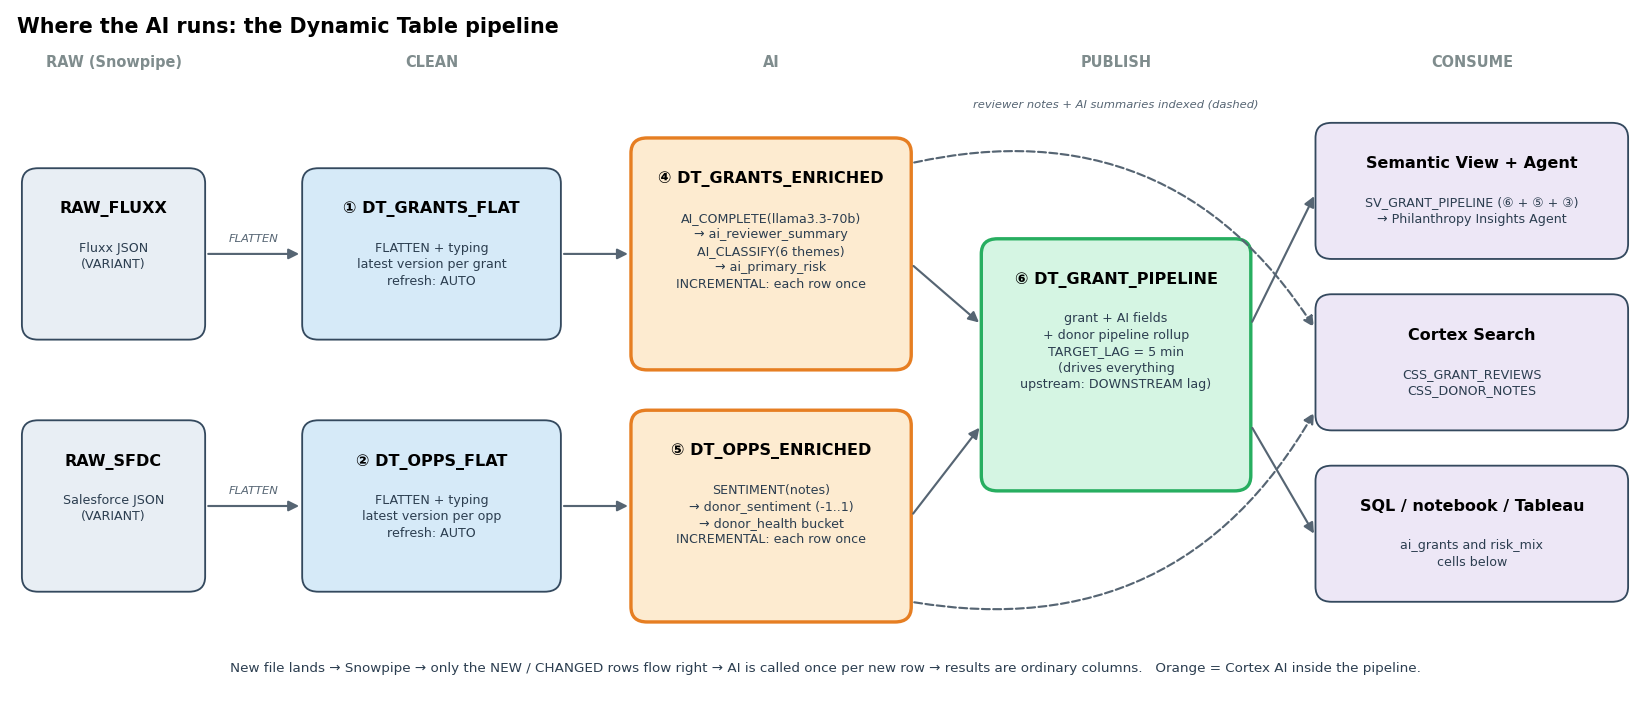 Where the AI runs: the Dynamic Table pipeline
RAW (Snowpipe)
CLEAN
AI
PUBLISH
CONSUME
reviewer notes + AI summaries indexed (dashed)
RAW_FLUXX
Fluxx JSON
(VARIANT)
FLATTEN
① DT_GRANTS_FLAT
FLATTEN + typing
latest version per grant
refresh: AUTO
④ DT_GRANTS_ENRICHED
AI_COMPLETE(llama3.3-70b)
→ ai_reviewer_summary
AI_CLASSIFY(6 themes)
→ ai_primary_risk
INCREMENTAL: each row once
RAW_SFDC
Salesforce JSON
(VARIANT)
FLATTEN
② DT_OPPS_FLAT
FLATTEN + typing
latest version per opp
refresh: AUTO
⑤ DT_OPPS_ENRICHED
SENTIMENT(notes)
→ donor_sentiment (-1..1)
→ donor_health bucket
INCREMENTAL: each row once
⑥ DT_GRANT_PIPELINE
grant + AI fields
+ donor pipeline rollup
TARGET_LAG = 5 min
(drives everything
upstream: DOWNSTREAM lag)
Semantic View + Agent
SV_GRANT_PIPELINE (⑥ + ⑤ + ③)
→ Philanthropy Insights Agent
Cortex Search
CSS_GRANT_REVIEWS
CSS_DONOR_NOTES
SQL / notebook / Tableau
ai_grants and risk_mix
cells below
New file lands → Snowpipe → only the NEW / CHANGED rows flow right → AI is called once per new row → results are ordinary columns.   Orange = Cortex AI inside the pipeline.